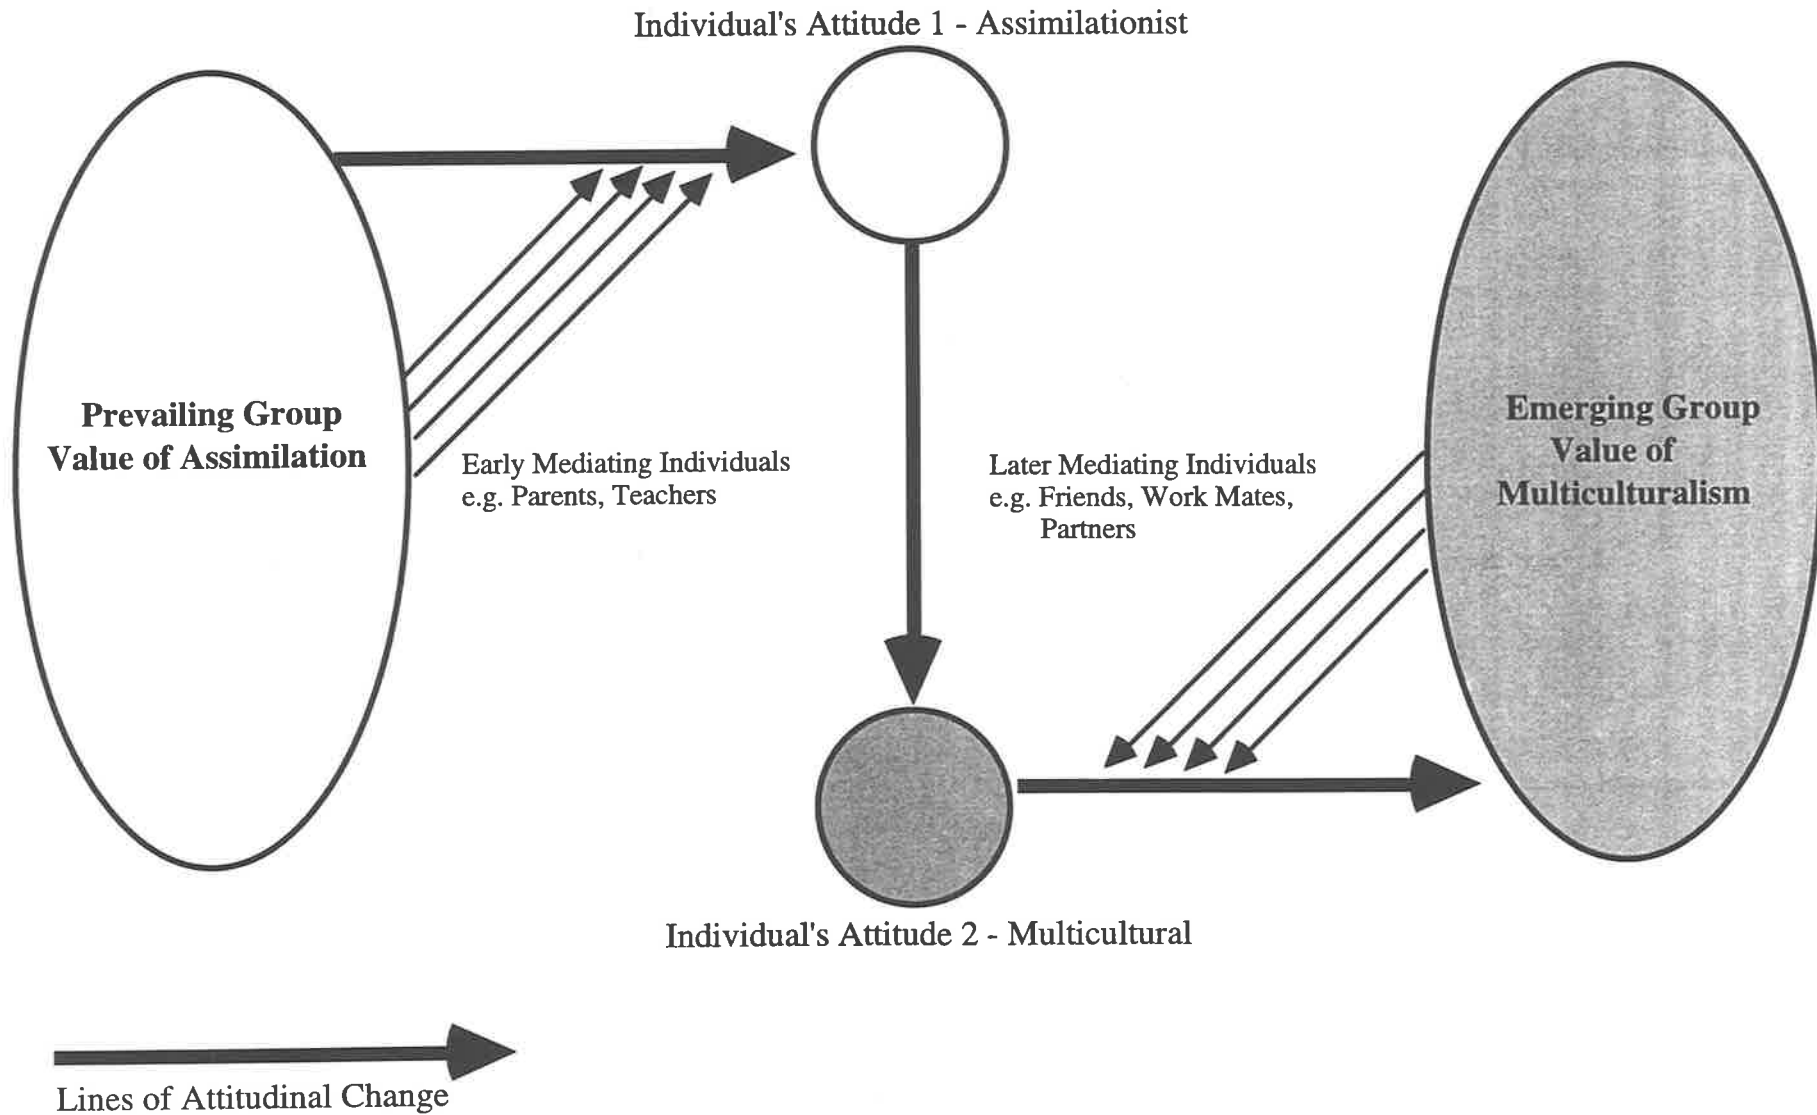 Individual's Attitude 1 - Assimilationist
Prevailing Group
Value of Assimilation
Early Mediating Individuals
e.g. Parents, Teachers
Later Mediating Individuals
e.g. Friends, Work Mates,
Partners
Emerging Group
Value of
Multiculturalism
Individual's Attitude 2 - Multicultural
Lines of Attitudinal Change